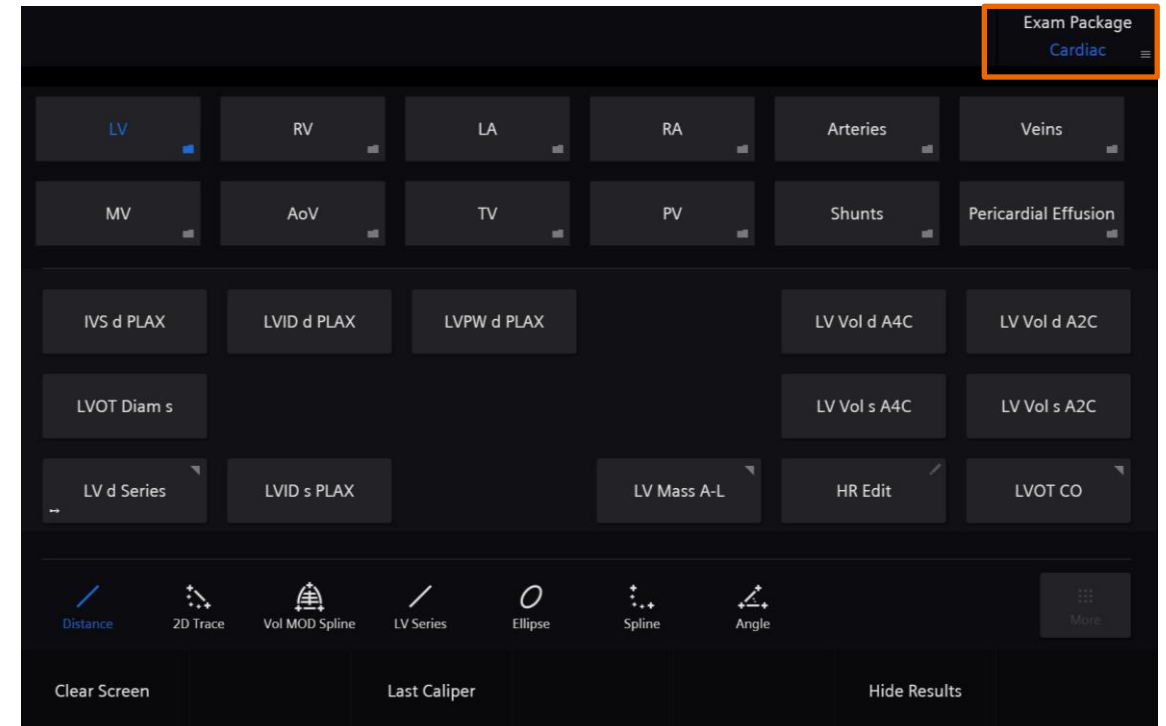 Exam Package
Cardiac
LV
RV
LA
RA
Arteries
Veins
MV
AoV
TV
PV
Shunts
Pericardial Effusion
IVS d PLAX
LVID d PLAX
LVPW d PLAX
LV Vol d A4C
LV Vol d A2C
LVOT Diam s
LV Vol s A4C
LV Vol s A2C
LV d Series
LVID s PLAX
LV Mass A-L
HR Edit
LVOT CO
Distance
2D Trace
Vol MOD Spline
LV Series
Ellipse
Spline
Angle
More
Clear Screen
Last Caliper
Hide Results